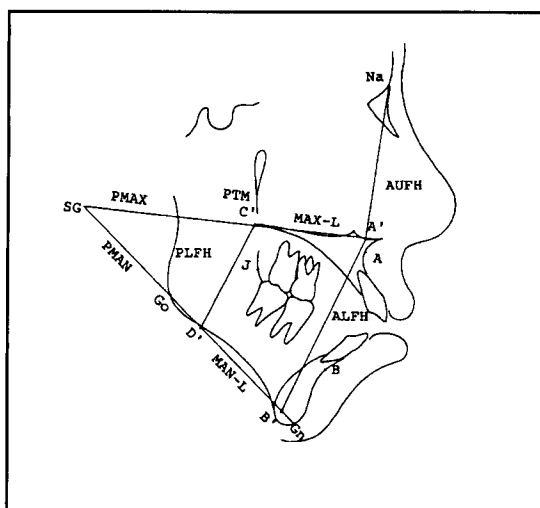 Na
PTM
AUFH
PMAX
C'
MAX-L
A'
SG
PMAN
PLFH
J
A
Go
ALFH
D'
MAN-L
B
B'
Gn